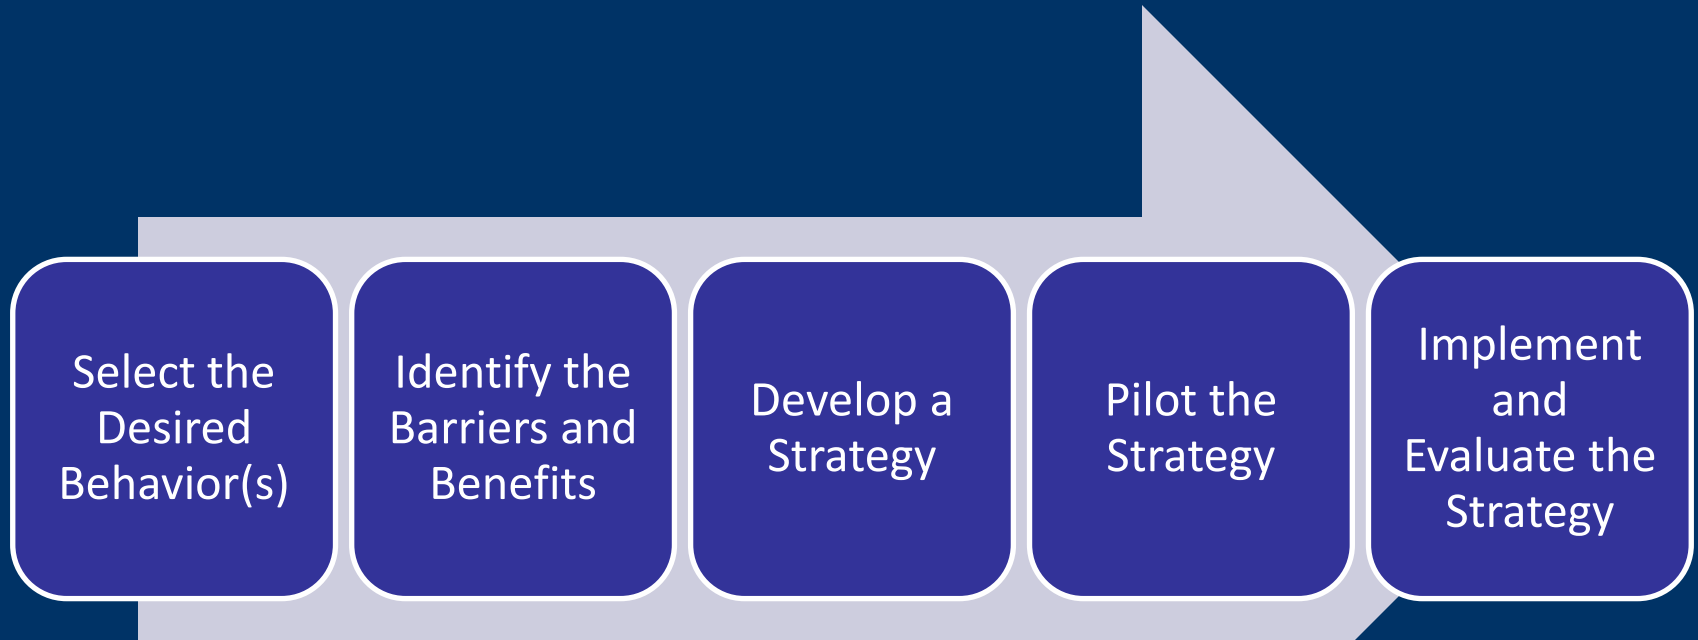 Select the
Desired
Behavior(s)
Identify the
Barriers and
Benefits
Develop a
Strategy
Pilot the
Strategy
Implement
and
Evaluate the
Strategy